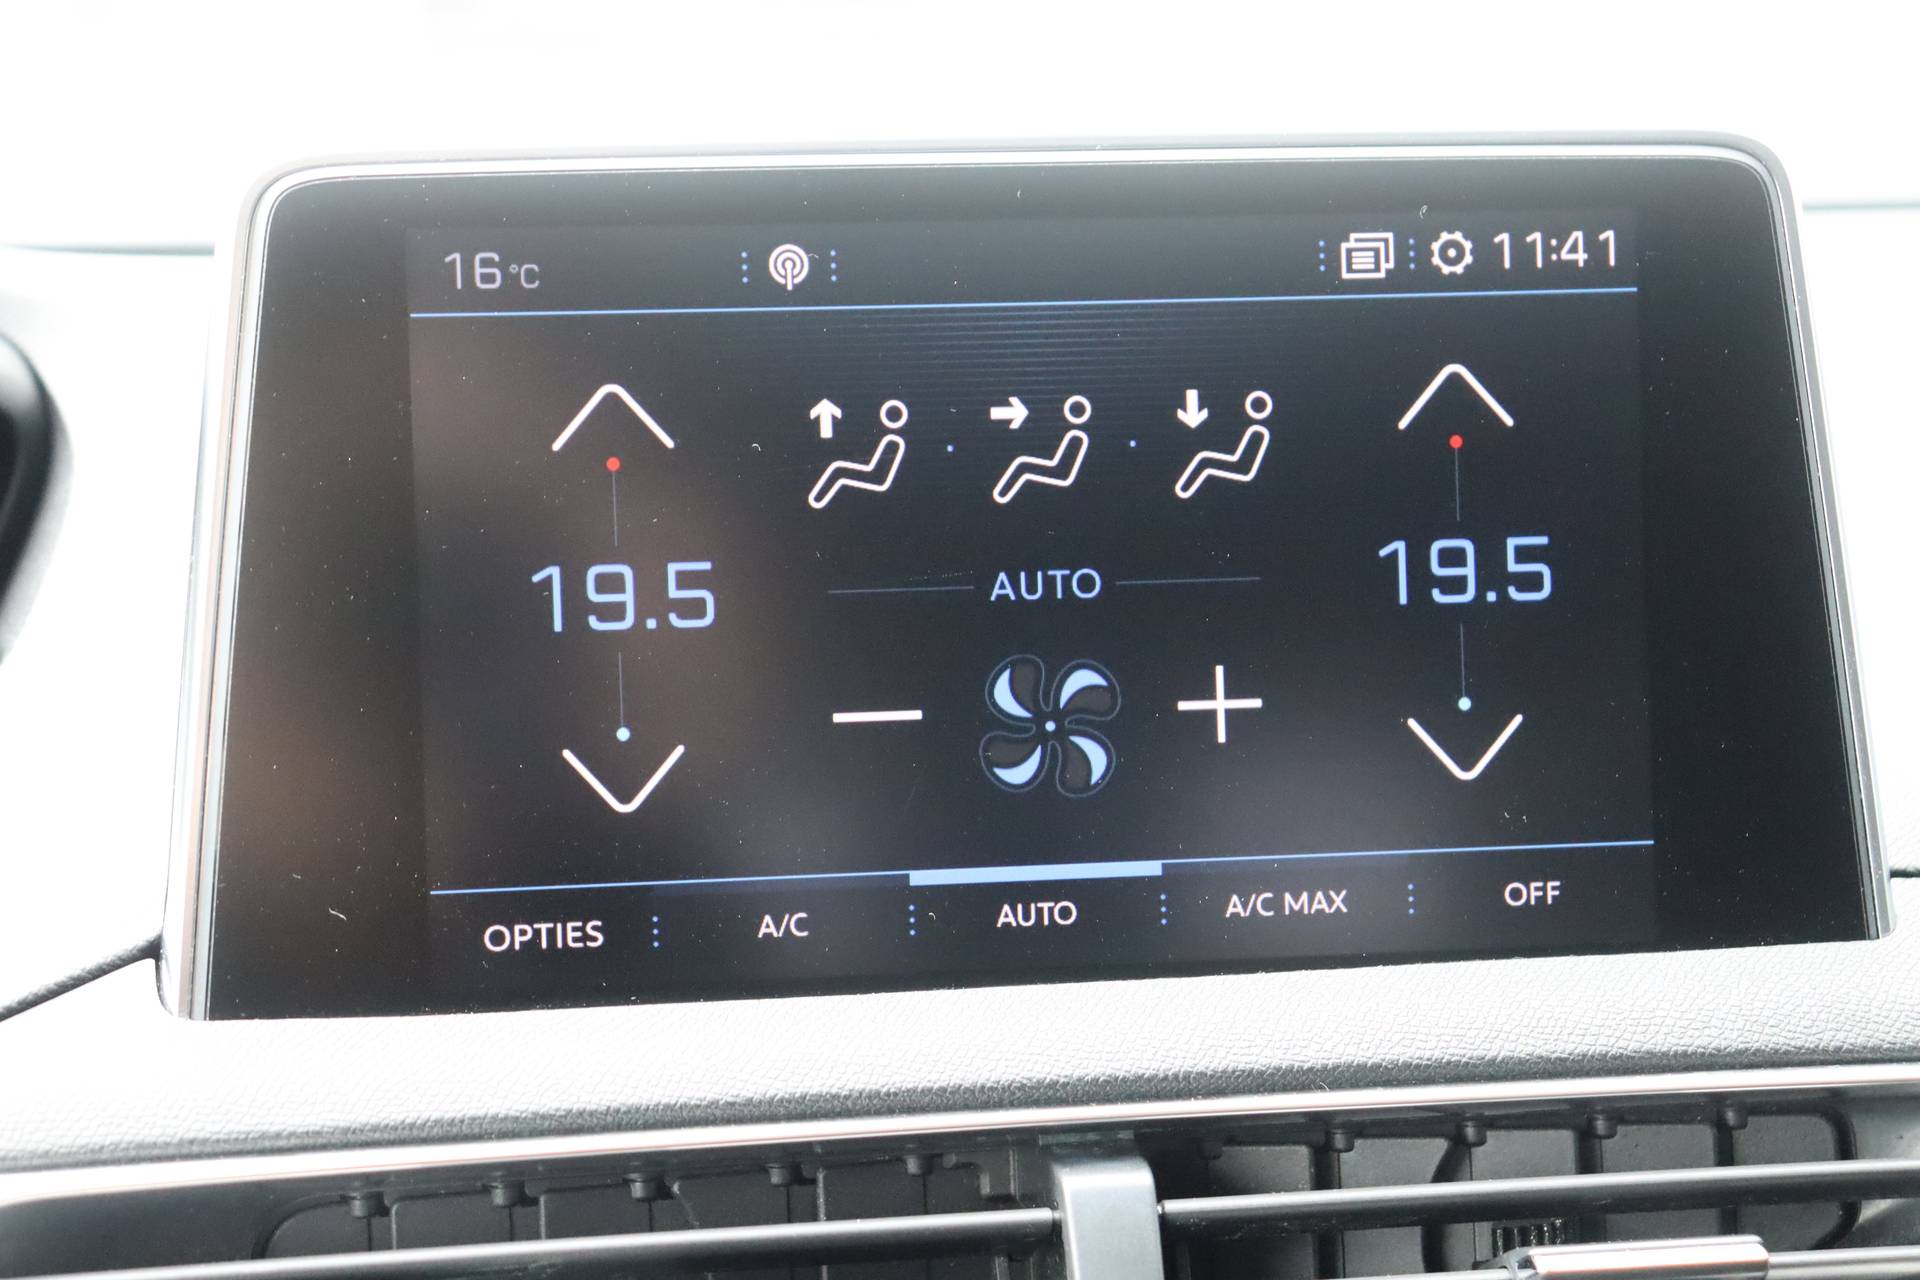 16°C 11:41
19.5 AUTO 19.5
OPTIES A/C AUTO A/C MAX OFF